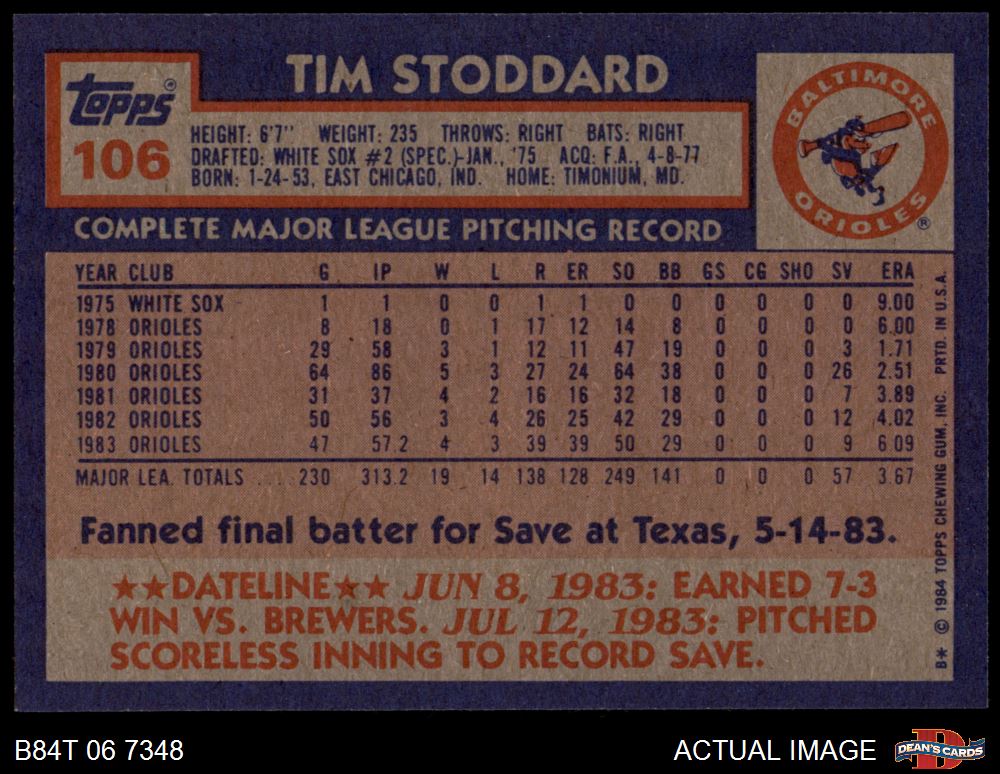 TIM STODDARD
Topps®
106
HEIGHT: 6'7" WEIGHT: 235 THROWS: RIGHT BATS: RIGHT
DRAFTED: WHITE SOX #2 (SPEC.)-JAN., '75 ACQ: F.A., 4-8-77
BORN: 1-24-53, EAST CHICAGO, IND. HOME: TIMONIUM, MD.
BALTIMORE
ORIOLES
®
COMPLETE MAJOR LEAGUE PITCHING RECORD
YEAR CLUB G IP W L R ER SO BB GS CG SHO SV ERA
1975 WHITE SOX 1 1 0 0 1 1 0 0 0 0 0 0 9.00
1978 ORIOLES 8 18 0 1 17 12 14 8 0 0 0 0 6.00
1979 ORIOLES 29 58 3 1 12 11 47 19 0 0 0 3 1.71
1980 ORIOLES 64 86 5 3 27 24 64 38 0 0 0 26 2.51
1981 ORIOLES 31 37 4 2 16 16 32 18 0 0 0 7 3.89
1982 ORIOLES 50 56 3 4 26 25 42 29 0 0 0 12 4.02
1983 ORIOLES 47 57.2 4 3 39 39 50 29 0 0 0 9 6.09
MAJOR LEA. TOTALS .... 230 313.2 19 14 138 128 249 141 0 0 0 57 3.67
Fanned final batter for Save at Texas, 5-14-83.
★★DATELINE★★ JUN 8, 1983: EARNED 7-3
WIN VS. BREWERS. JUL 12, 1983: PITCHED
SCORELESS INNING TO RECORD SAVE.
B* © 1984 TOPPS CHEWING GUM, INC. PRTD. IN U.S.A.
B84T 06 7348
ACTUAL IMAGE
DEAN'S CARDS